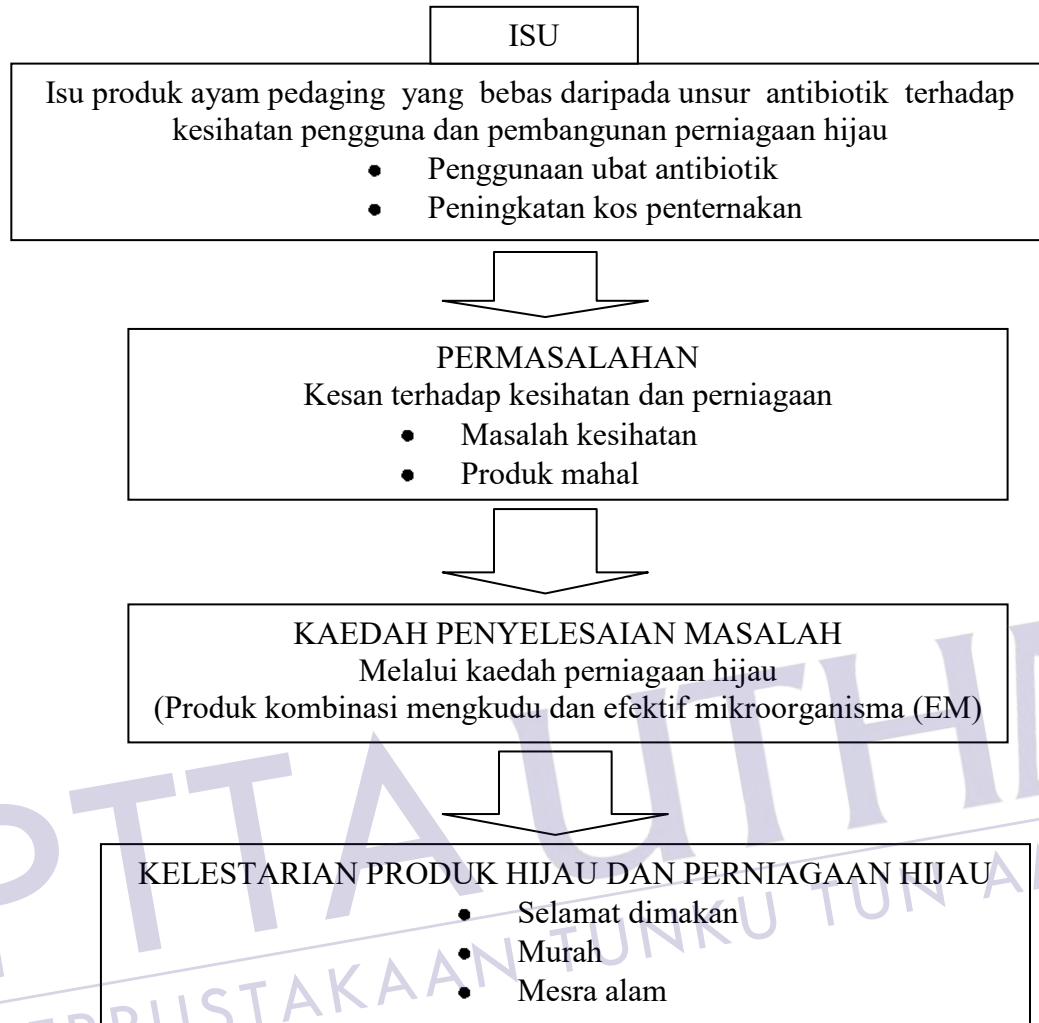 ISU
Isu produk ayam pedaging yang bebas daripada unsur antibiotik terhadap
kesihatan pengguna dan pembangunan perniagaan hijau
• Penggunaan ubat antibiotik
• Peningkatan kos penternakan
PERMASALAHAN
Kesan terhadap kesihatan dan perniagaan
• Masalah kesihatan
• Produk mahal
KAEDAH PENYELESAIAN MASALAH
Melalui kaedah perniagaan hijau
(Produk kombinasi mengkudu dan efektif mikroorganisma (EM)
KELESTARIAN PRODUK HIJAU DAN PERNIAGAAN HIJAU
• Selamat dimakan
• Murah
• Mesra alam
PTTA
TUNKU TUN